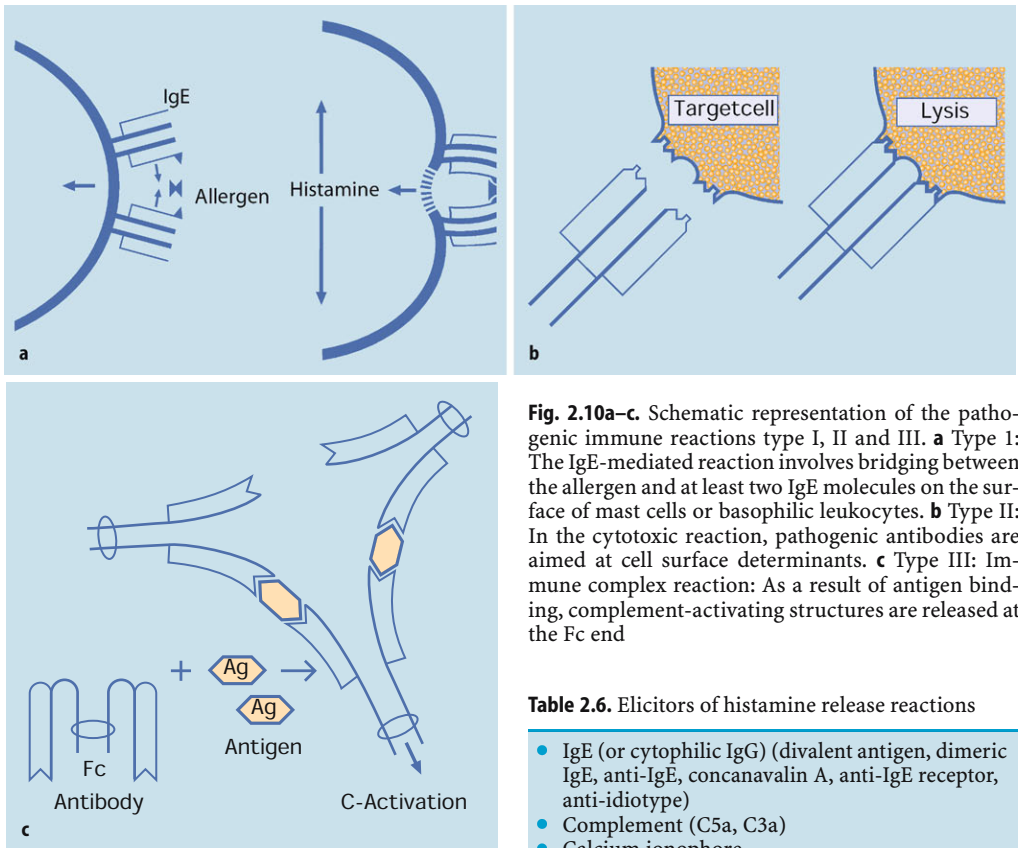 IgE
Allergen
Histamine
a
Targetcell
Lysis
b
Ag
Ag
Antigen
Fc
Antibody
C-Activation
c
Fig. 2.10a–c. Schematic representation of the patho-
genic immune reactions type I, II and III. a Type 1:
The IgE-mediated reaction involves bridging between
the allergen and at least two IgE molecules on the sur-
face of mast cells or basophilic leukocytes. b Type II:
In the cytotoxic reaction, pathogenic antibodies are
aimed at cell surface determinants. c Type III: Im-
mune complex reaction: As a result of antigen bind-
ing, complement-activating structures are released at
the Fc end
Table 2.6. Elicitors of histamine release reactions
• IgE (or cytophilic IgG) (divalent antigen, dimeric
IgE, anti-IgE, concanavalin A, anti-IgE receptor,
anti-idiotype)
• Complement (C5a, C3a)
• Calcium ionophore